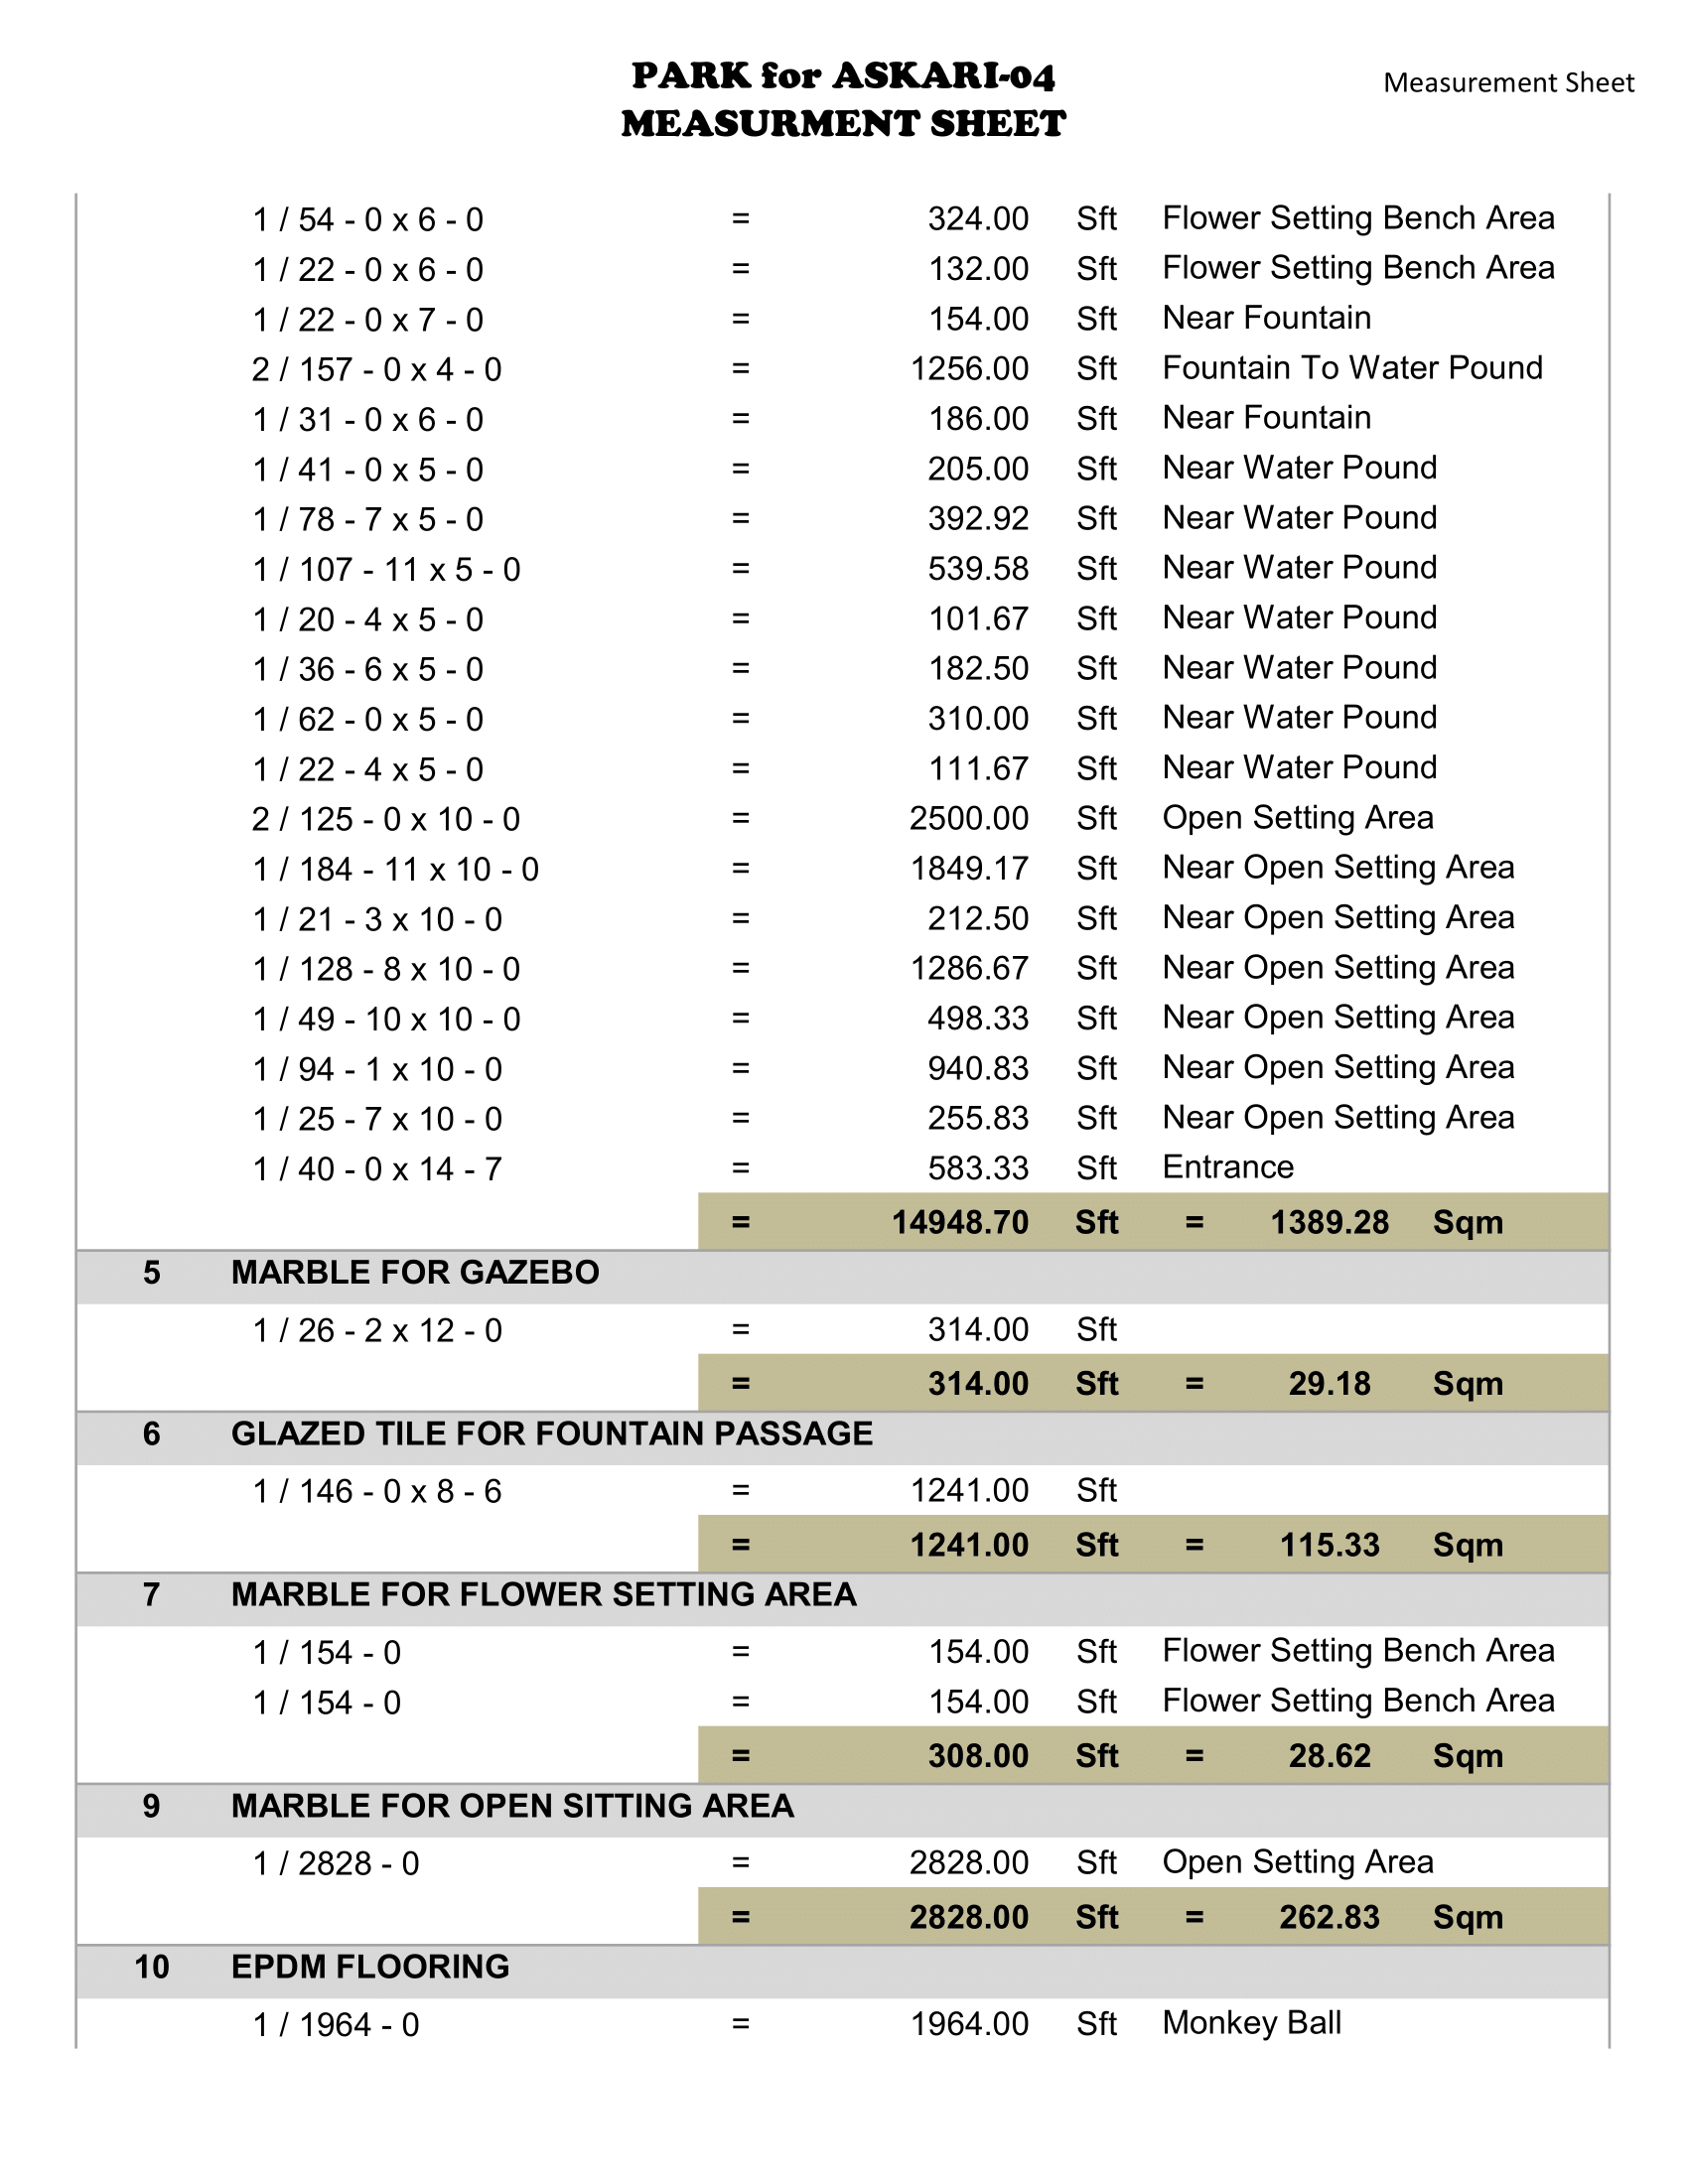 PARK for ASKARI-04
Measurement Sheet
MEASURMENT SHEET
1 / 54 - 0 x 6 - 0 = 324.00 Sft Flower Setting Bench Area
1 / 22 - 0 x 6 - 0 = 132.00 Sft Flower Setting Bench Area
1 / 22 - 0 x 7 - 0 = 154.00 Sft Near Fountain
2 / 157 - 0 x 4 - 0 = 1256.00 Sft Fountain To Water Pound
1 / 31 - 0 x 6 - 0 = 186.00 Sft Near Fountain
1 / 41 - 0 x 5 - 0 = 205.00 Sft Near Water Pound
1 / 78 - 7 x 5 - 0 = 392.92 Sft Near Water Pound
1 / 107 - 11 x 5 - 0 = 539.58 Sft Near Water Pound
1 / 20 - 4 x 5 - 0 = 101.67 Sft Near Water Pound
1 / 36 - 6 x 5 - 0 = 182.50 Sft Near Water Pound
1 / 62 - 0 x 5 - 0 = 310.00 Sft Near Water Pound
1 / 22 - 4 x 5 - 0 = 111.67 Sft Near Water Pound
2 / 125 - 0 x 10 - 0 = 2500.00 Sft Open Setting Area
1 / 184 - 11 x 10 - 0 = 1849.17 Sft Near Open Setting Area
1 / 21 - 3 x 10 - 0 = 212.50 Sft Near Open Setting Area
1 / 128 - 8 x 10 - 0 = 1286.67 Sft Near Open Setting Area
1 / 49 - 10 x 10 - 0 = 498.33 Sft Near Open Setting Area
1 / 94 - 1 x 10 - 0 = 940.83 Sft Near Open Setting Area
1 / 25 - 7 x 10 - 0 = 255.83 Sft Near Open Setting Area
1 / 40 - 0 x 14 - 7 = 583.33 Sft Entrance
= 14948.70 Sft = 1389.28 Sqm
5 MARBLE FOR GAZEBO
1 / 26 - 2 x 12 - 0 = 314.00 Sft
= 314.00 Sft = 29.18 Sqm
6 GLAZED TILE FOR FOUNTAIN PASSAGE
1 / 146 - 0 x 8 - 6 = 1241.00 Sft
= 1241.00 Sft = 115.33 Sqm
7 MARBLE FOR FLOWER SETTING AREA
1 / 154 - 0 = 154.00 Sft Flower Setting Bench Area
1 / 154 - 0 = 154.00 Sft Flower Setting Bench Area
= 308.00 Sft = 28.62 Sqm
9 MARBLE FOR OPEN SITTING AREA
1 / 2828 - 0 = 2828.00 Sft Open Setting Area
= 2828.00 Sft = 262.83 Sqm
10 EPDM FLOORING
1 / 1964 - 0 = 1964.00 Sft Monkey Ball